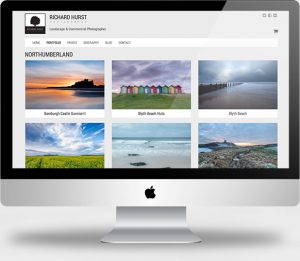 RICHARD HURST
PHOTOGRAPHY
Landscape & Commercial Photographer
HOME PORTFOLIO PRINTS BIOGRAPHY BLOG CONTACT
NORTHUMBERLAND
Bamburgh Castle Sunrise II
Blyth Beach Huts
Blyth Beach